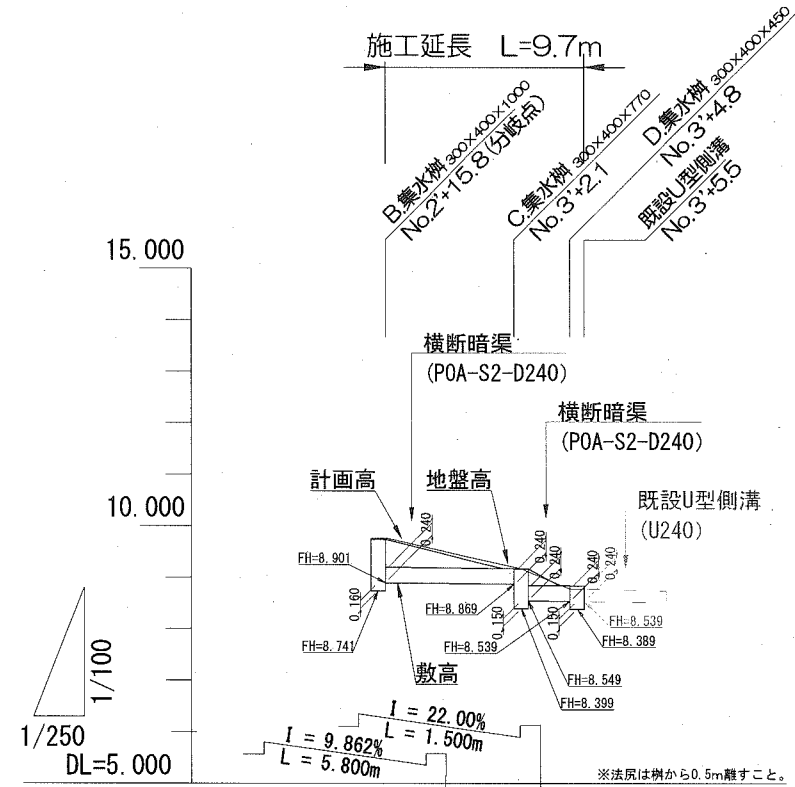 施工延長 L=9.7m
B.集水桝 300×400×1000
No.2'+15.8(分岐点)
C.集水桝 300×400×770
No.3'+2.1
D.集水桝 300×400×450
No.3'+4.8
既設U型側溝
No.3'+5.5
15.000
横断暗渠
(POA-S2-D240)
横断暗渠
(POA-S2-D240)
計画高
地盤高
既設U型側溝
(U240)
10.000
0.240
0.240
0.240
0.240
0.240
FH=8.901
0.160
FH=8.741
FH=8.869
0.150
FH=8.539
0.150
FH=8.539
FH=8.389
FH=8.549
FH=8.399
敷高
1/100
1/250
I = 22.00%
L = 1.500m
I = 9.862%
L = 5.800m
DL=5.000
※法尻は桝から0.5m離すこと。